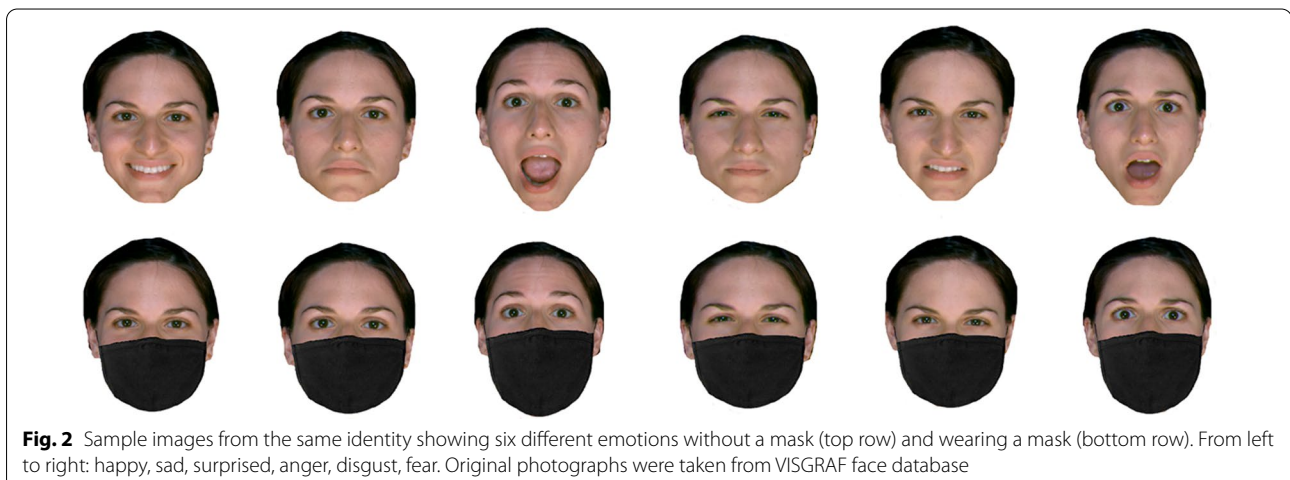 Fig. 2 Sample images from the same identity showing six different emotions without a mask (top row) and wearing a mask (bottom row). From left
to right: happy, sad, surprised, anger, disgust, fear. Original photographs were taken from VISGRAF face database